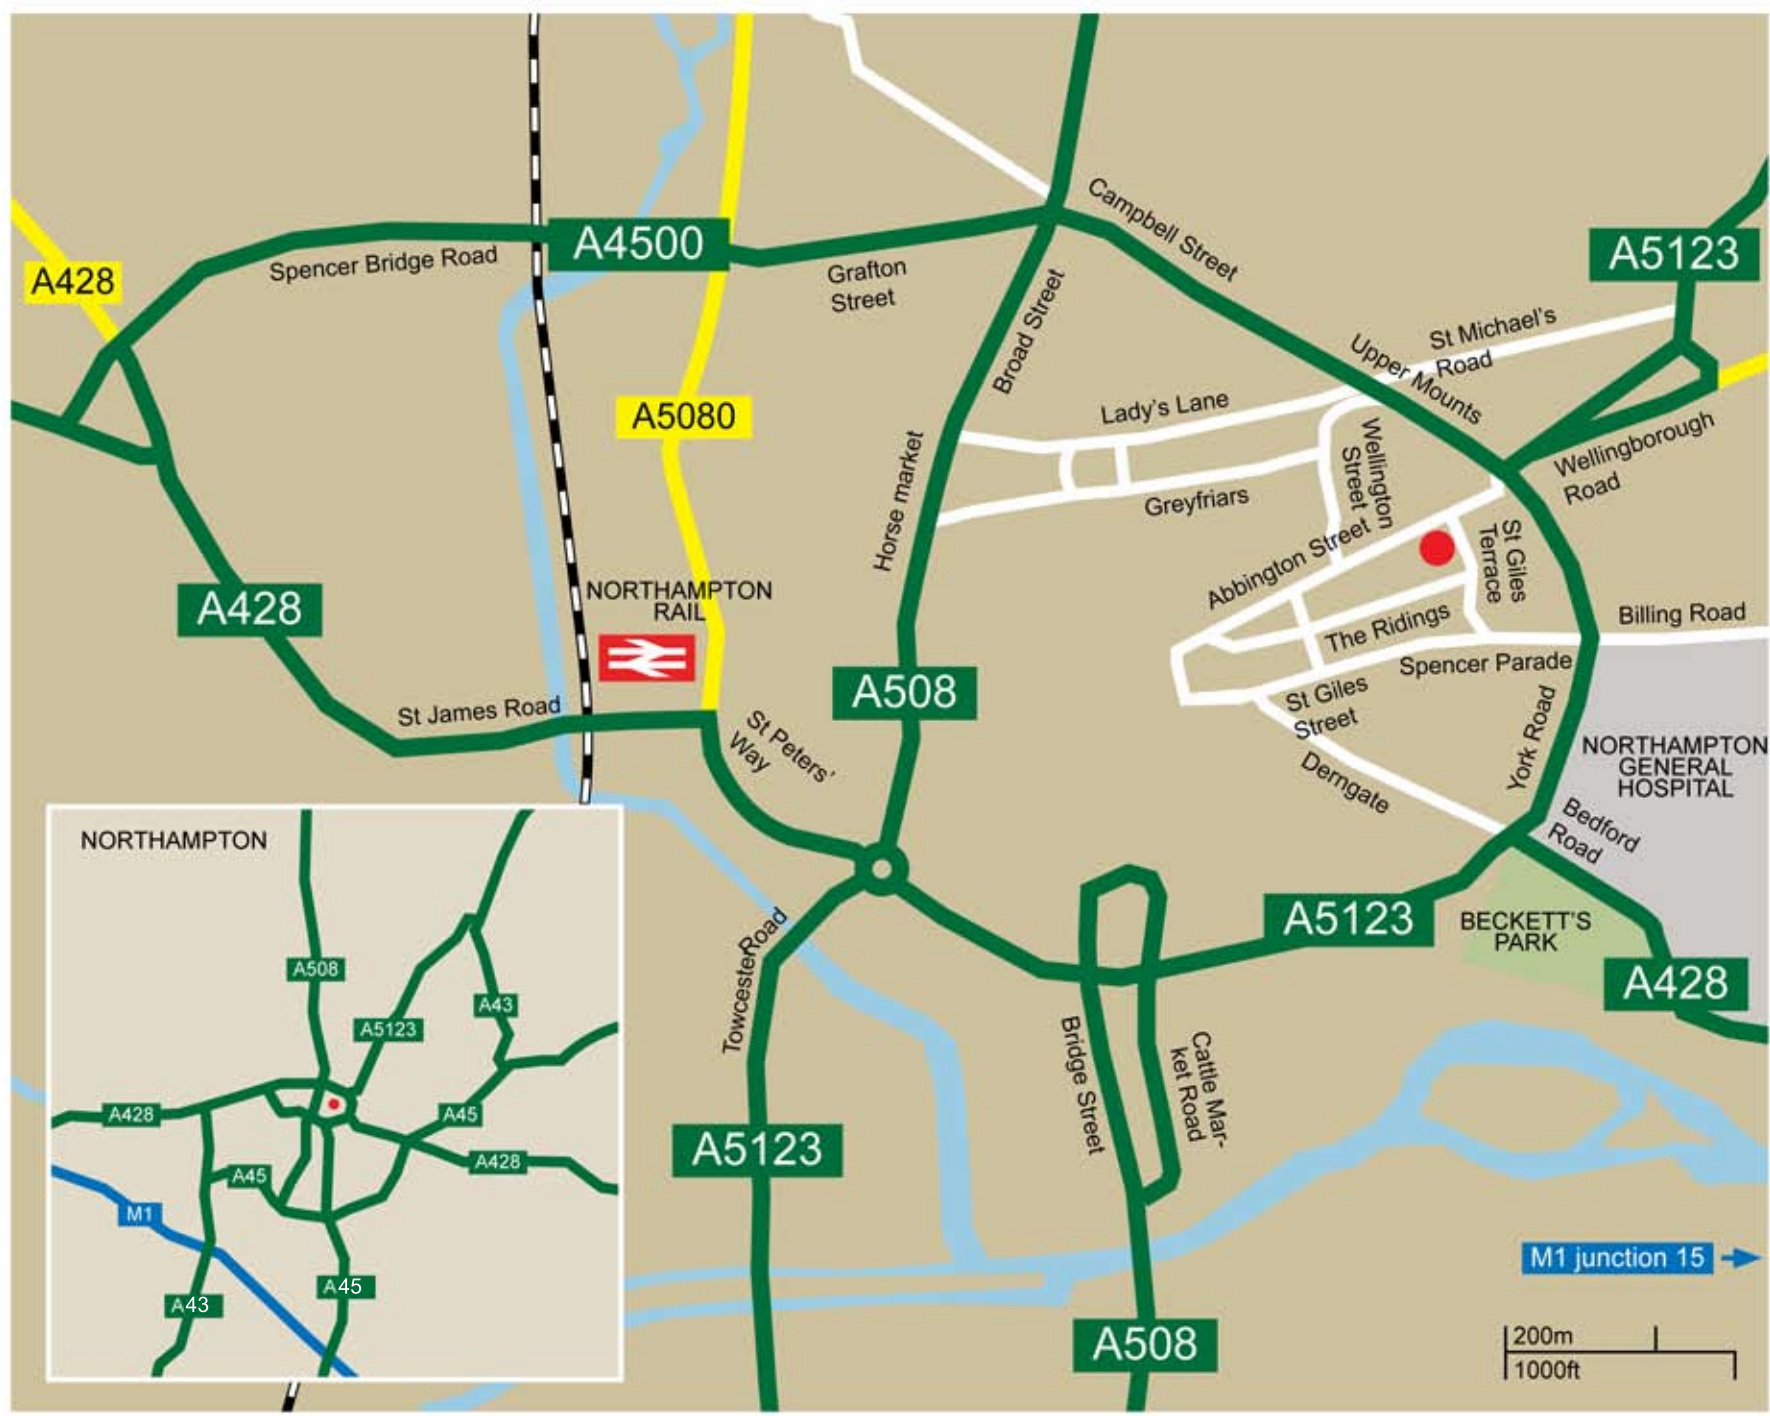 A4500
A428
Spencer Bridge Road
Grafton
Street
Campbell Street
A5123
Broad Street
St Michael's
Road
Upper Mounts
A5080
Lady's Lane
Horse market
Greyfriars
Wellington
Street
Wellingborough
Road
Abbington Street
St Giles
Terrace
NORTHAMPTON
RAIL
A428
The Ridings
Billing Road
Spencer Parade
A508
St James Road
St Peters'
Way
St Giles
Street
York Road
NORTHAMPTON
GENERAL
HOSPITAL
Derngate
Bedford
Road
A5123
BECKETT'S
PARK
A428
Towcester Road
Bridge Street
Cattle Mar-
ket Road
A5123
A508
M1 junction 15
200m
1000ft
NORTHAMPTON
A508
A43
A5123
A428
A45
A428
A45
M1
A45
A43